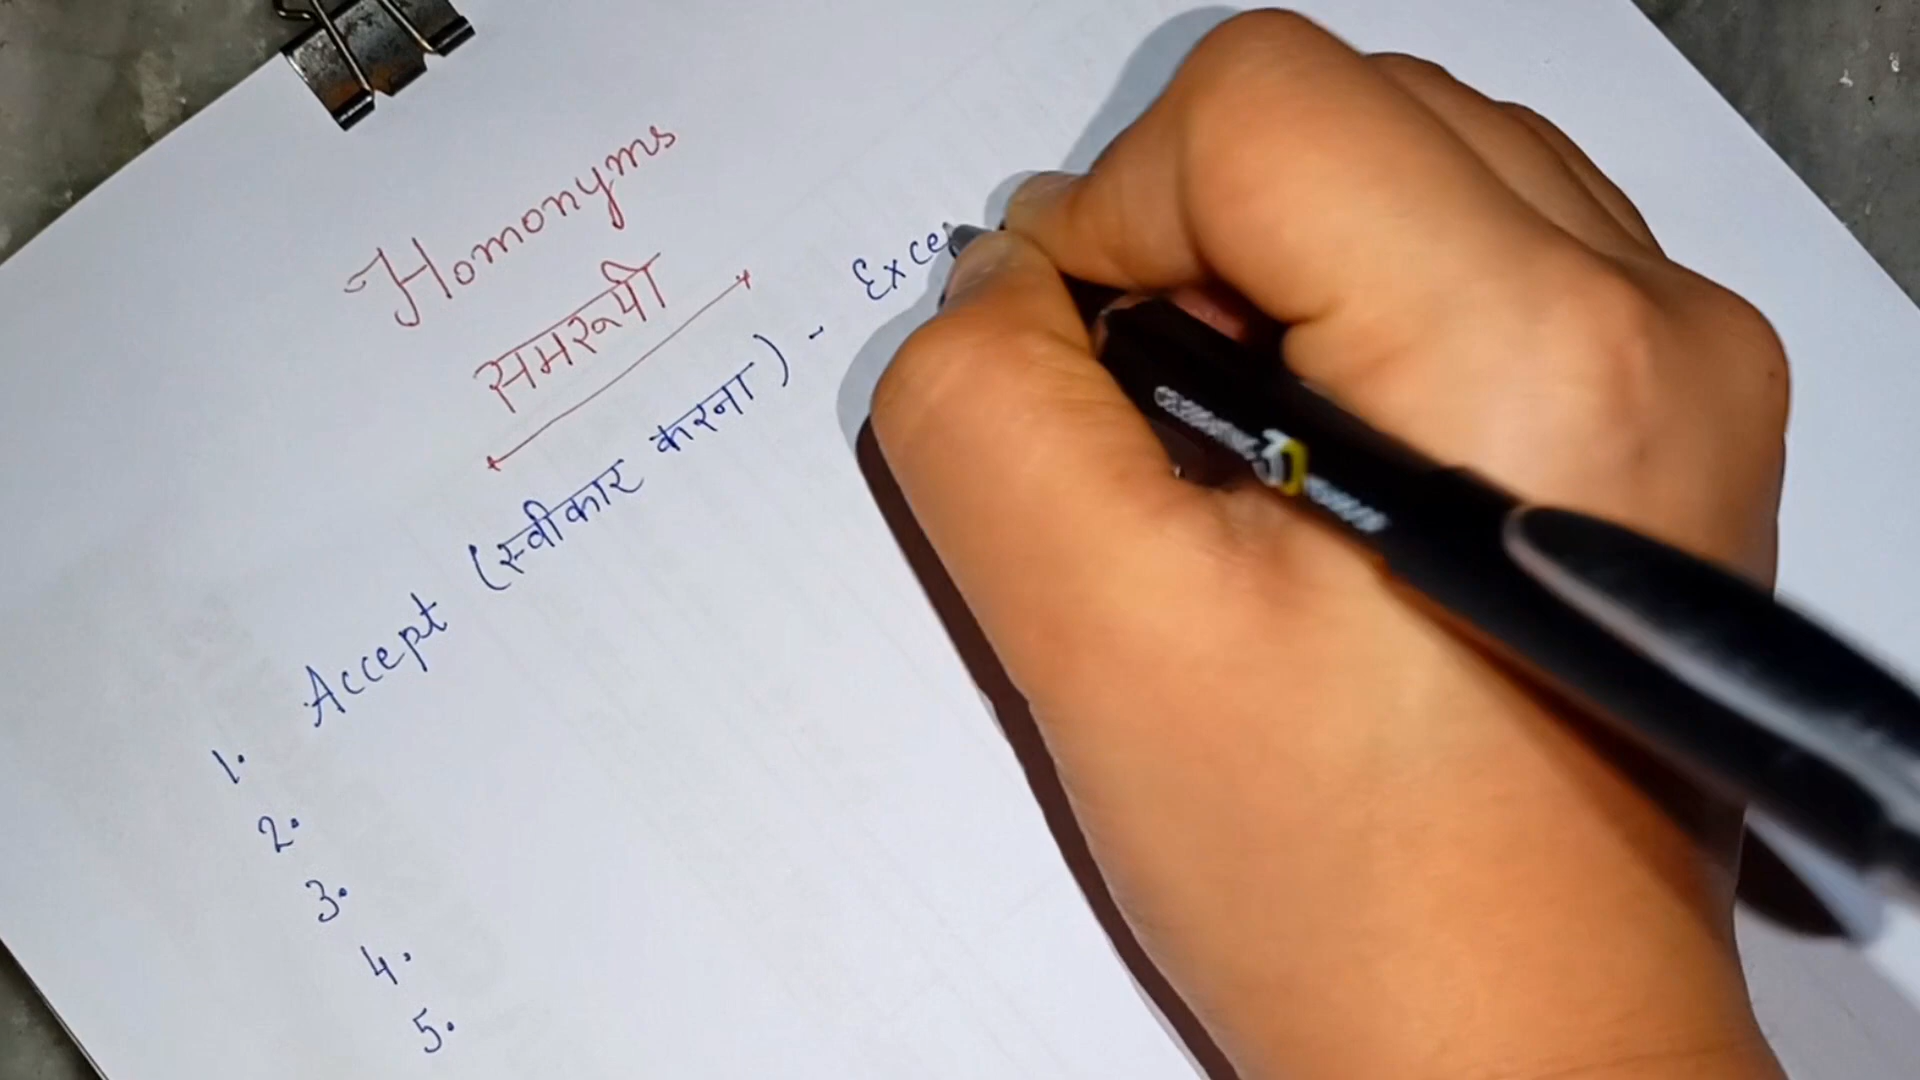 Homonyms
समरूपी
1. Accept (स्वीकार करना) - Exce
2.
3.
4.
5.